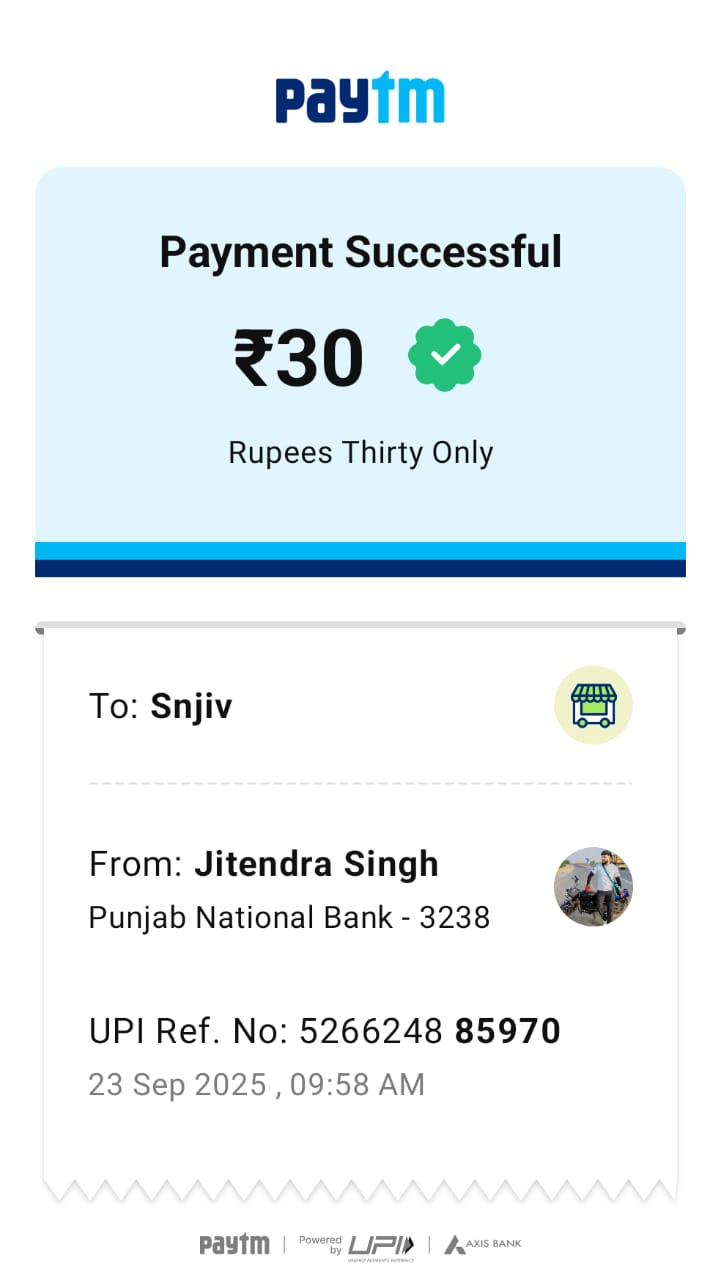 paytm
Payment Successful
₹30
Rupees Thirty Only
To: Snjiv
From: Jitendra Singh
Punjab National Bank - 3238
UPI Ref. No: 5266248 85970
23 Sep 2025 , 09:58 AM
paytm | Powered by UPI | AXIS BANK
UNIFIED PAYMENTS INTERFACE